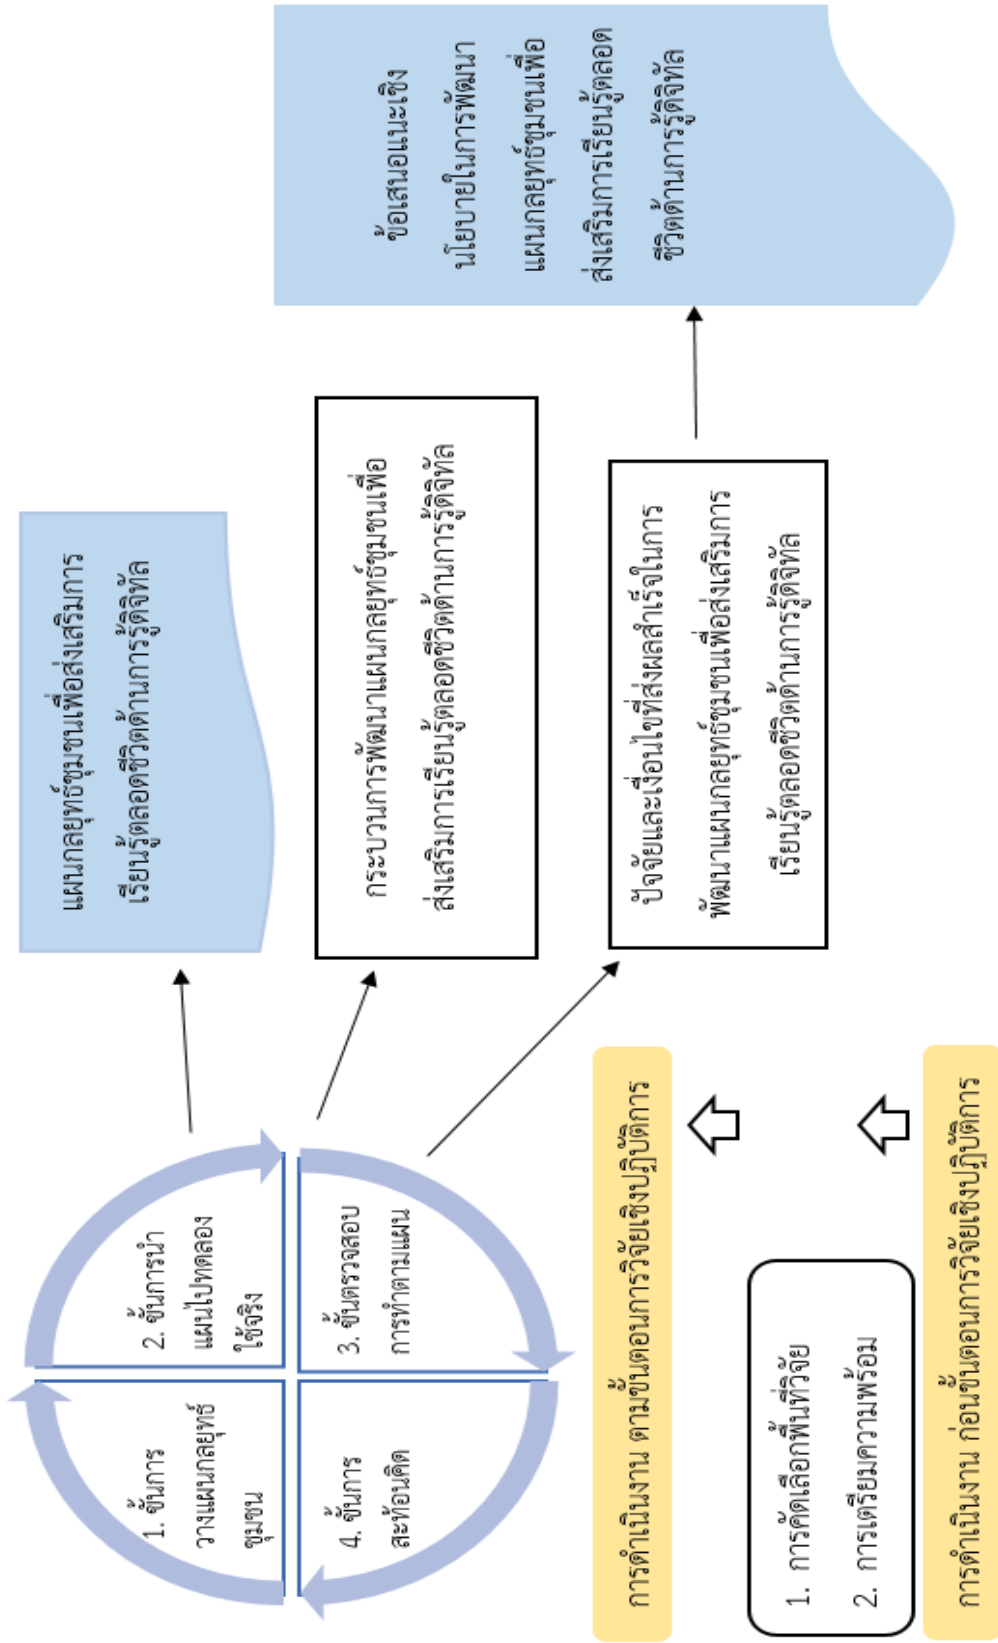 1. ขั้นการ
วางแผนกลยุทธ์
ชุมชน
2. ขั้นการนำ
แผนไปทดลอง
ใช้จริง
3. ขั้นตรวจสอบ
การทำตามแผน
4. ขั้นการ
สะท้อนคิด
แผนกลยุทธ์ชุมชนเพื่อส่งเสริมการ
เรียนรู้ตลอดชีวิตด้านการรู้ดิจิทัล
กระบวนการพัฒนาแผนกลยุทธ์ชุมชนเพื่อ
ส่งเสริมการเรียนรู้ตลอดชีวิตด้านการรู้ดิจิทัล
ปัจจัยและเงื่อนไขที่ส่งผลสำเร็จในการ
พัฒนาแผนกลยุทธ์ชุมชนเพื่อส่งเสริมการ
เรียนรู้ตลอดชีวิตด้านการรู้ดิจิทัล
ข้อเสนอแนะเชิง
นโยบายในการพัฒนา
แผนกลยุทธ์ชุมชนเพื่อ
ส่งเสริมการเรียนรู้ตลอด
ชีวิตด้านการรู้ดิจิทัล
การดำเนินงาน ตามขั้นตอนการวิจัยเชิงปฏิบัติการ
1. การคัดเลือกพื้นที่วิจัย
2. การเตรียมความพร้อม
การดำเนินงาน ก่อนขั้นตอนการวิจัยเชิงปฏิบัติการ